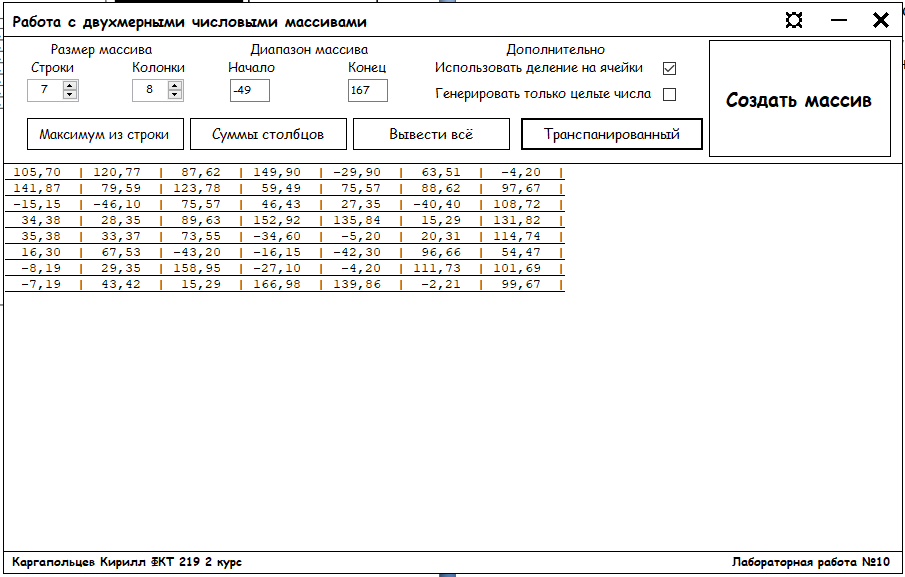 Работа с двухмерными числовыми массивами
Размер массива Диапазон массива Дополнительно
Строки Колонки Начало Конец Использовать деление на ячейки
7 8 -49 167 Генерировать только целые числа
Создать массив
Максимум из строки Суммы столбцов Вывести всё Транспанированный
105,70 | 120,77 | 87,62 | 149,90 | -29,90 | 63,51 | -4,20 |
141,87 | 79,59 | 123,78 | 59,49 | 75,57 | 88,62 | 97,67 |
-15,15 | -46,10 | 75,57 | 46,43 | 27,35 | -40,40 | 108,72 |
34,38 | 28,35 | 89,63 | 152,92 | 135,84 | 15,29 | 131,82 |
35,38 | 33,37 | 73,55 | -34,60 | -5,20 | 20,31 | 114,74 |
16,30 | 67,53 | -43,20 | -16,15 | -42,30 | 96,66 | 54,47 |
-8,19 | 29,35 | 158,95 | -27,10 | -4,20 | 111,73 | 101,69 |
-7,19 | 43,42 | 15,29 | 166,98 | 139,86 | -2,21 | 99,67 |
Каргапольцев Кирилл ФКТ 219 2 курс Лабораторная работа №10